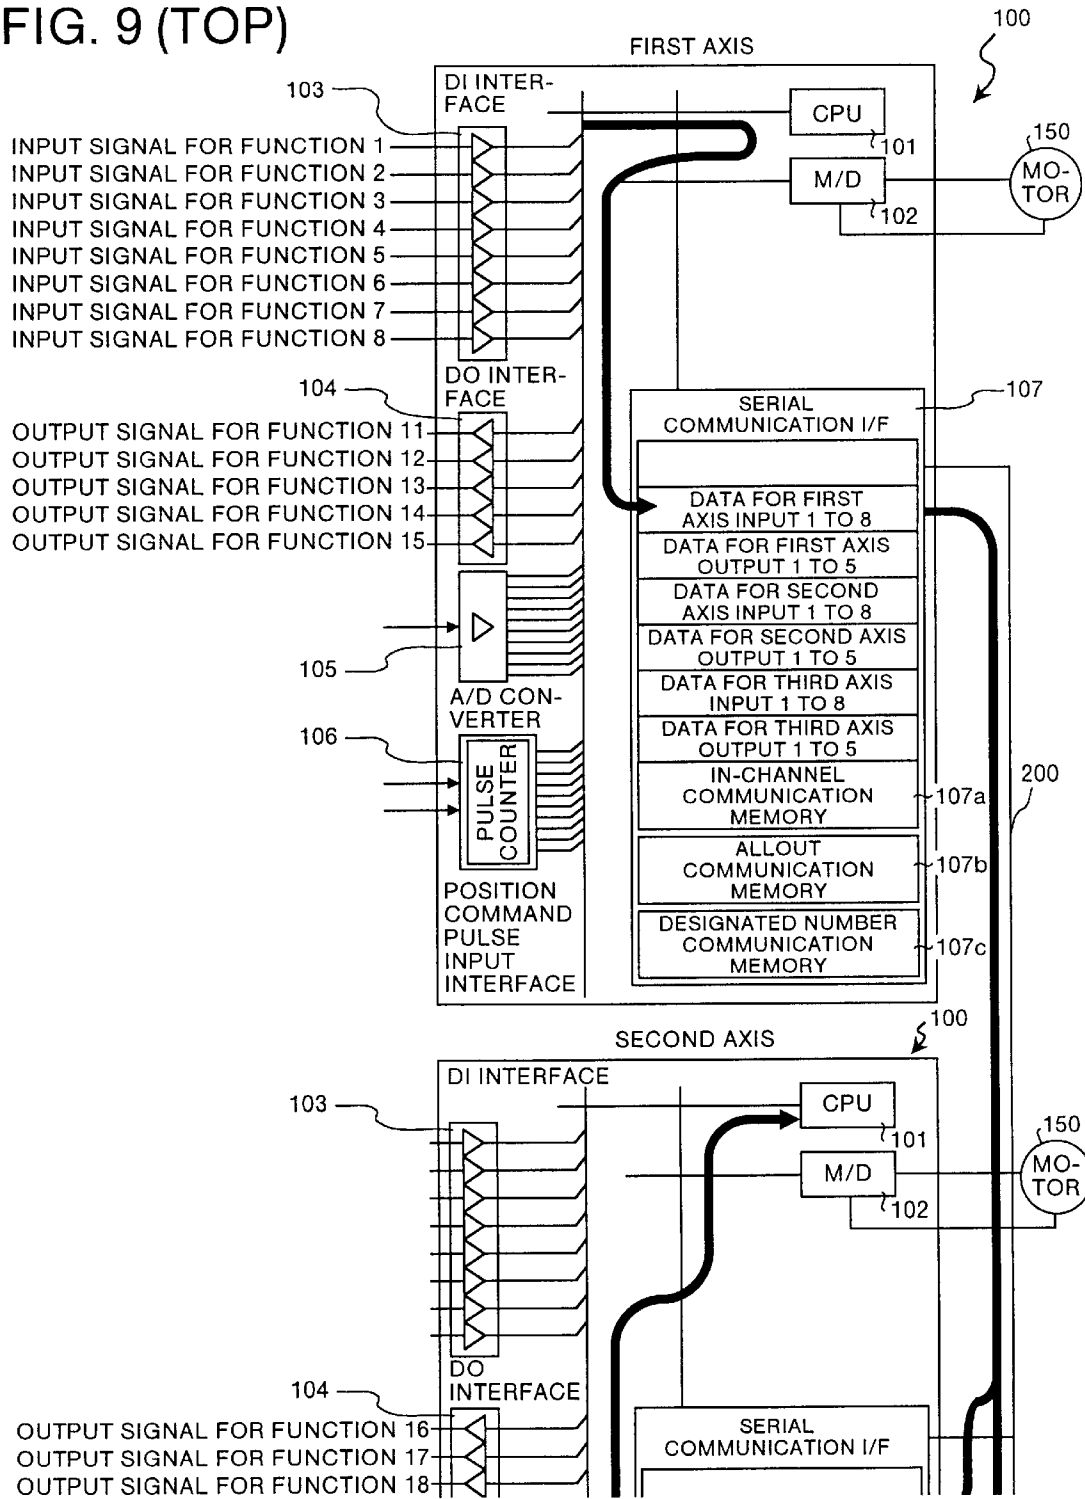 FIG. 9 (TOP)
100
FIRST AXIS
103
DI INTER-
FACE
CPU
101
150
MO-
TOR
M/D
102
INPUT SIGNAL FOR FUNCTION 1
INPUT SIGNAL FOR FUNCTION 2
INPUT SIGNAL FOR FUNCTION 3
INPUT SIGNAL FOR FUNCTION 4
INPUT SIGNAL FOR FUNCTION 5
INPUT SIGNAL FOR FUNCTION 6
INPUT SIGNAL FOR FUNCTION 7
INPUT SIGNAL FOR FUNCTION 8
DO INTER-
FACE
104
OUTPUT SIGNAL FOR FUNCTION 11
OUTPUT SIGNAL FOR FUNCTION 12
OUTPUT SIGNAL FOR FUNCTION 13
OUTPUT SIGNAL FOR FUNCTION 14
OUTPUT SIGNAL FOR FUNCTION 15
105
A/D CON-
VERTER
106
PULSE
COUNTER
POSITION
COMMAND
PULSE
INPUT
INTERFACE
107
SERIAL
COMMUNICATION I/F
DATA FOR FIRST
AXIS INPUT 1 TO 8
DATA FOR FIRST AXIS
OUTPUT 1 TO 5
DATA FOR SECOND
AXIS INPUT 1 TO 8
DATA FOR SECOND AXIS
OUTPUT 1 TO 5
DATA FOR THIRD AXIS
INPUT 1 TO 8
DATA FOR THIRD AXIS
OUTPUT 1 TO 5
IN-CHANNEL
COMMUNICATION
MEMORY
107a
200
ALLOUT
COMMUNICATION
MEMORY
107b
DESIGNATED NUMBER
COMMUNICATION
MEMORY
107c
SECOND AXIS
100
DI INTERFACE
103
CPU
101
150
MO-
TOR
M/D
102
DO
INTERFACE
104
OUTPUT SIGNAL FOR FUNCTION 16
OUTPUT SIGNAL FOR FUNCTION 17
OUTPUT SIGNAL FOR FUNCTION 18
SERIAL
COMMUNICATION I/F